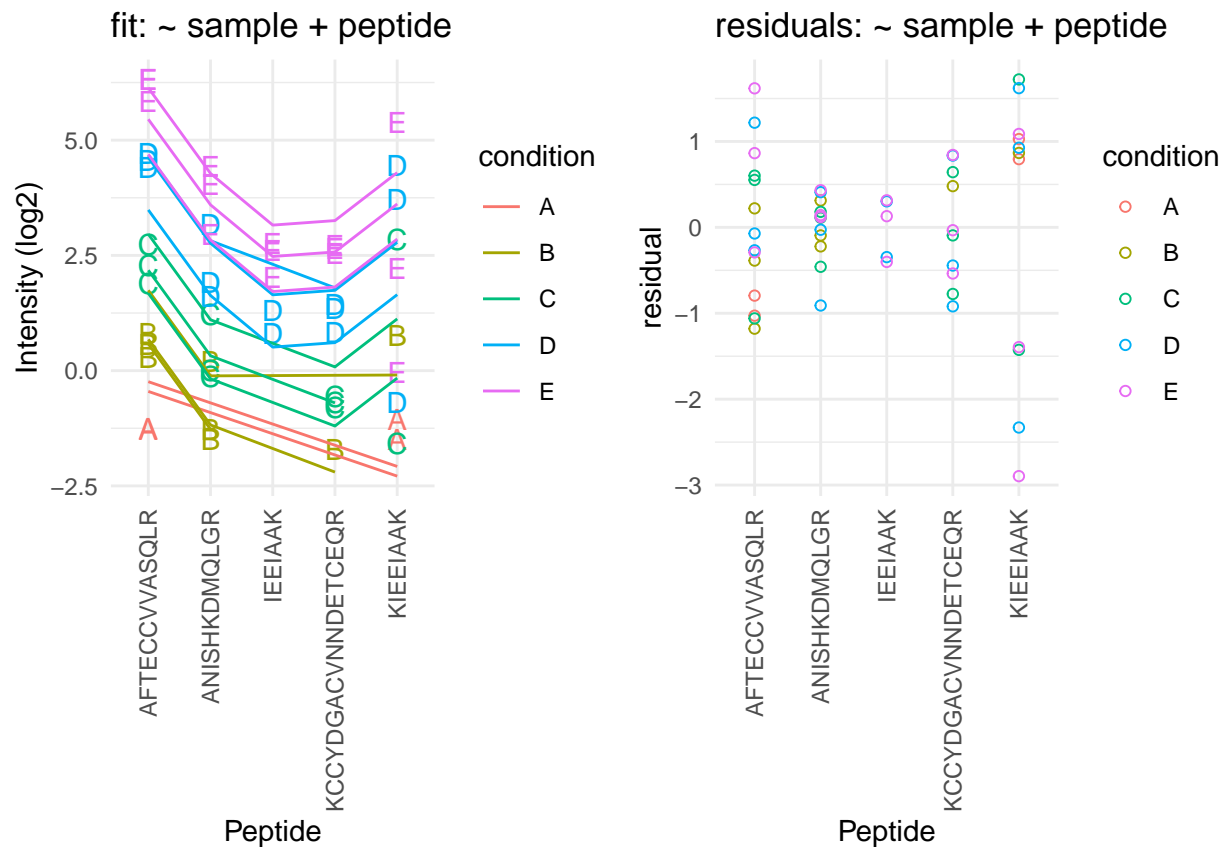 fit: ~ sample + peptide
Intensity (log2)
5.0
2.5
0.0
−2.5
E
E
E
D
D
D
C
C
C
B
B
B
B
A
E
E
E
D
D
D
C
C
C
B
B
B
E
E
E
D
D
E
E
E
D
D
D
C
C
C
B
E
E
E
D
D
D
C
C
B
A
A
AFTECCVVASQLR
ANISHKDMQLGR
IEEIAAK
KCCYDGACVNNDETCEQR
KIEEIAAK
Peptide
condition
A
B
C
D
E
residuals: ~ sample + peptide
residual
1
0
−1
−2
−3
AFTECCVVASQLR
ANISHKDMQLGR
IEEIAAK
KCCYDGACVNNDETCEQR
KIEEIAAK
Peptide
condition
A
B
C
D
E